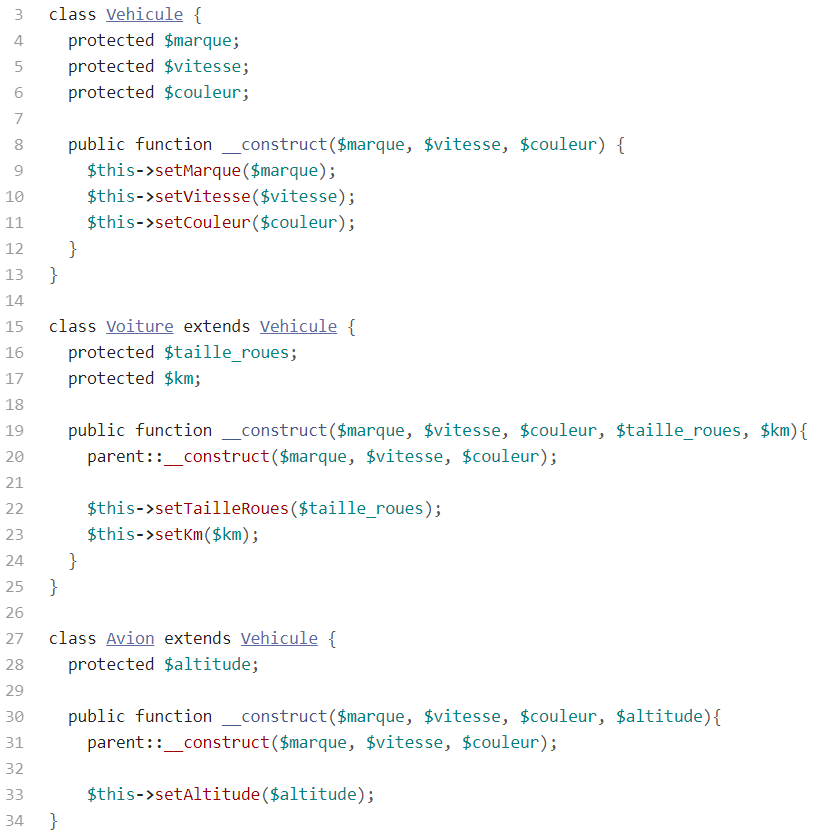 3 class Vehicule {
4   protected $marque;
5   protected $vitesse;
6   protected $couleur;
7
8   public function __construct($marque, $vitesse, $couleur) {
9     $this->setMarque($marque);
10     $this->setVitesse($vitesse);
11     $this->setCouleur($couleur);
12   }
13 }
14
15 class Voiture extends Vehicule {
16   protected $taille_roues;
17   protected $km;
18
19   public function __construct($marque, $vitesse, $couleur, $taille_roues, $km){
20     parent::__construct($marque, $vitesse, $couleur);
21
22     $this->setTailleRoues($taille_roues);
23     $this->setKm($km);
24   }
25 }
26
27 class Avion extends Vehicule {
28   protected $altitude;
29
30   public function __construct($marque, $vitesse, $couleur, $altitude){
31     parent::__construct($marque, $vitesse, $couleur);
32
33     $this->setAltitude($altitude);
34 }